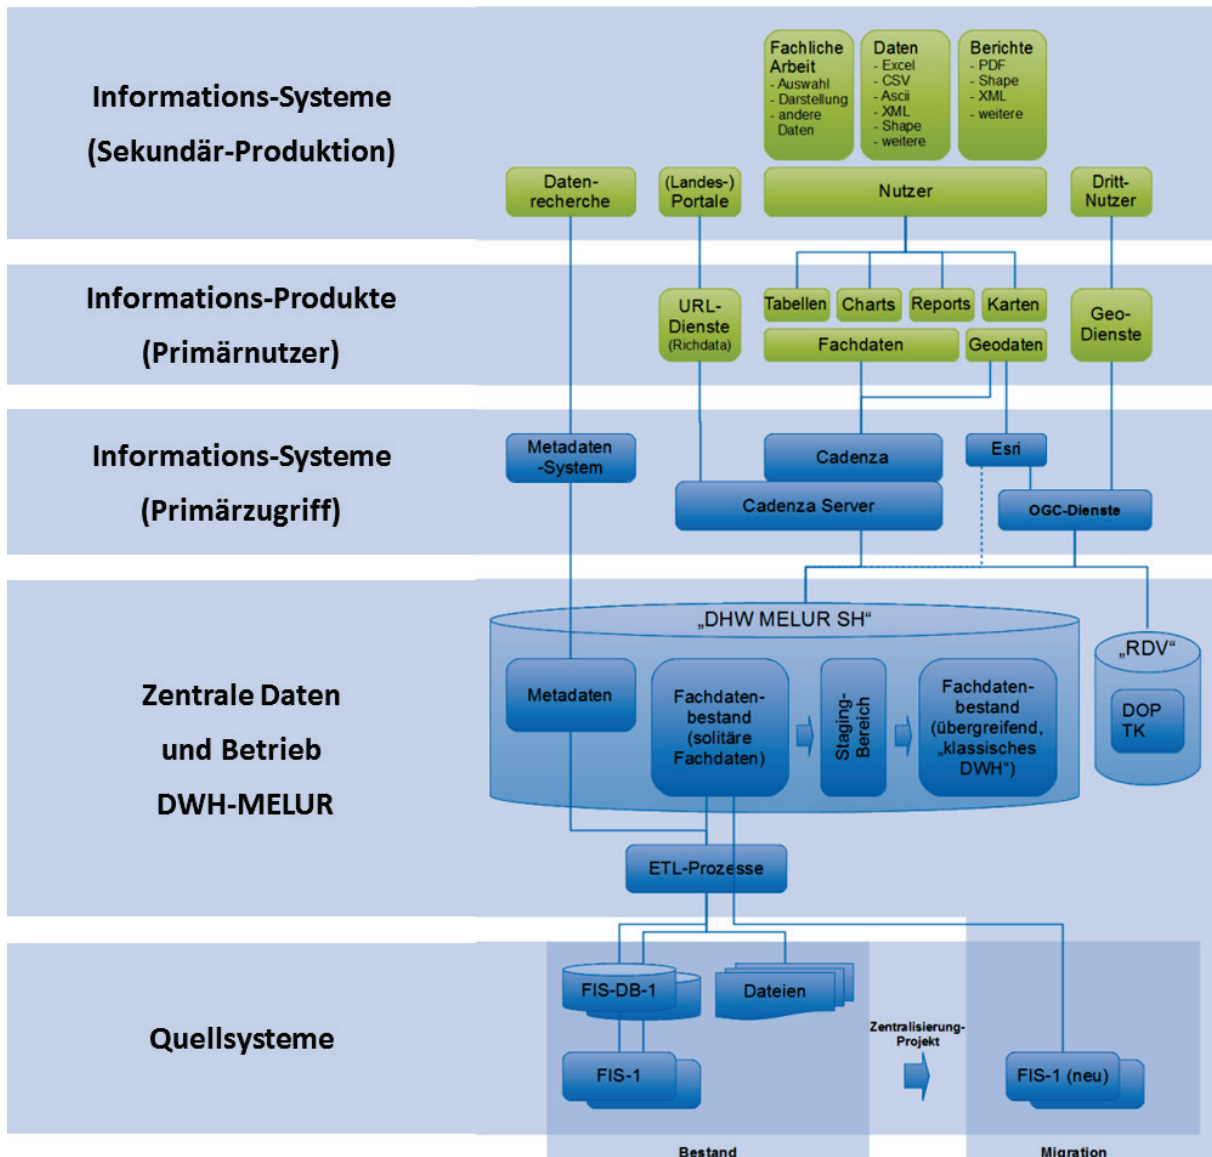 Informations-Systeme
(Sekundär-Produktion)
Fachliche
Arbeit
- Auswahl
- Darstellung
- andere
Daten
Daten
- Excel
- CSV
- Ascii
- XML
- Shape
- weitere
Berichte
- PDF
- Shape
- XML
- weitere
Daten-
recherche
(Landes-)
Portale
Nutzer
Dritt-
Nutzer
Informations-Produkte
(Primärnutzer)
URL-
Dienste
(Richdata)
Tabellen
Charts
Reports
Karten
Fachdaten
Geodaten
Geo-
Dienste
Informations-Systeme
(Primärzugriff)
Metadaten
-System
Cadenza
Esri
Cadenza Server
OGC-Dienste
Zentrale Daten
und Betrieb
DWH-MELUR
„DHW MELUR SH“
Metadaten
Fachdaten-
bestand
(solitäre
Fachdaten)
Staging-
Bereich
Fachdaten-
bestand
(übergreifend,
„klassisches
DWH“)
„RDV“
DOP
TK
ETL-Prozesse
Quellsysteme
FIS-DB-1
Dateien
FIS-1
Zentralisierung-
Projekt
FIS-1 (neu)
Bestand
Migration